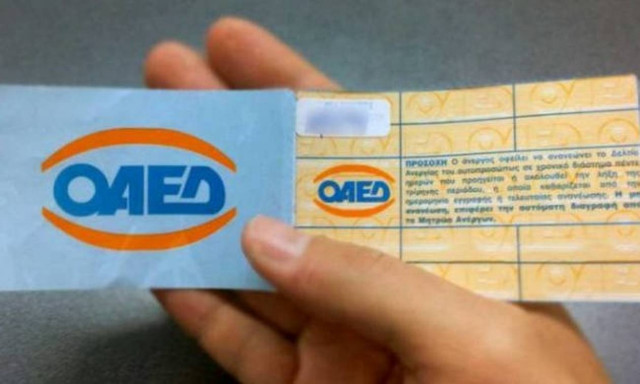 ΟΑΕΔ
ΟΑΕΔ
ΠΡΟΣΟΧΗ Ο άνεργος οφείλει να ανανεώνει το Δελτίο
Ανεργίας του αυτοπροσώπως σε χρονικό διάστημα πέντε
ημερών που προηγείται ή ακολουθεί την λήξη της
τρίμηνης περιόδου, η οποία καθορίζεται από
ημερομηνία εγγραφής ή τελευταίας ανανέωσης. Η μη
ανανέωση, επιφέρει την αυτόματη διαγραφή από
το Μητρώο Ανέργων.